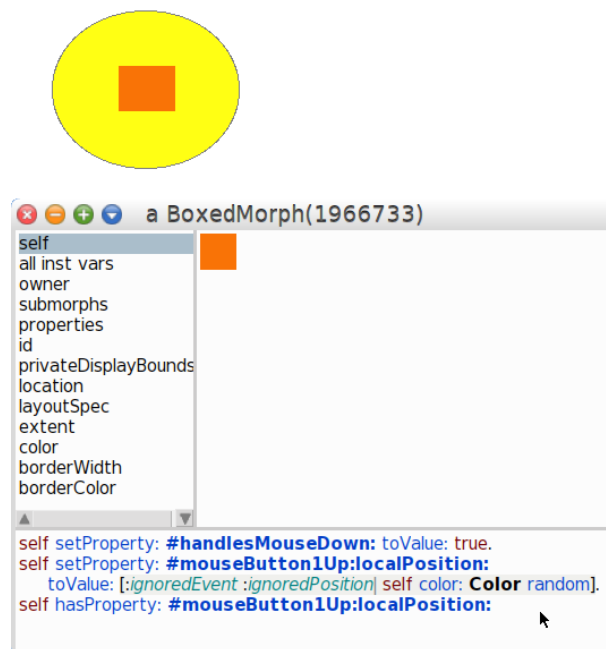 a BoxedMorph(1966733)
self
all inst vars
owner
submorphs
properties
id
privateDisplayBounds
location
layoutSpec
extent
color
borderWidth
borderColor
self setProperty: #handlesMouseDown: toValue: true.
self setProperty: #mouseButton1Up:localPosition:
toValue: [:ignoredEvent :ignoredPosition| self color: Color random].
self hasProperty: #mouseButton1Up:localPosition: